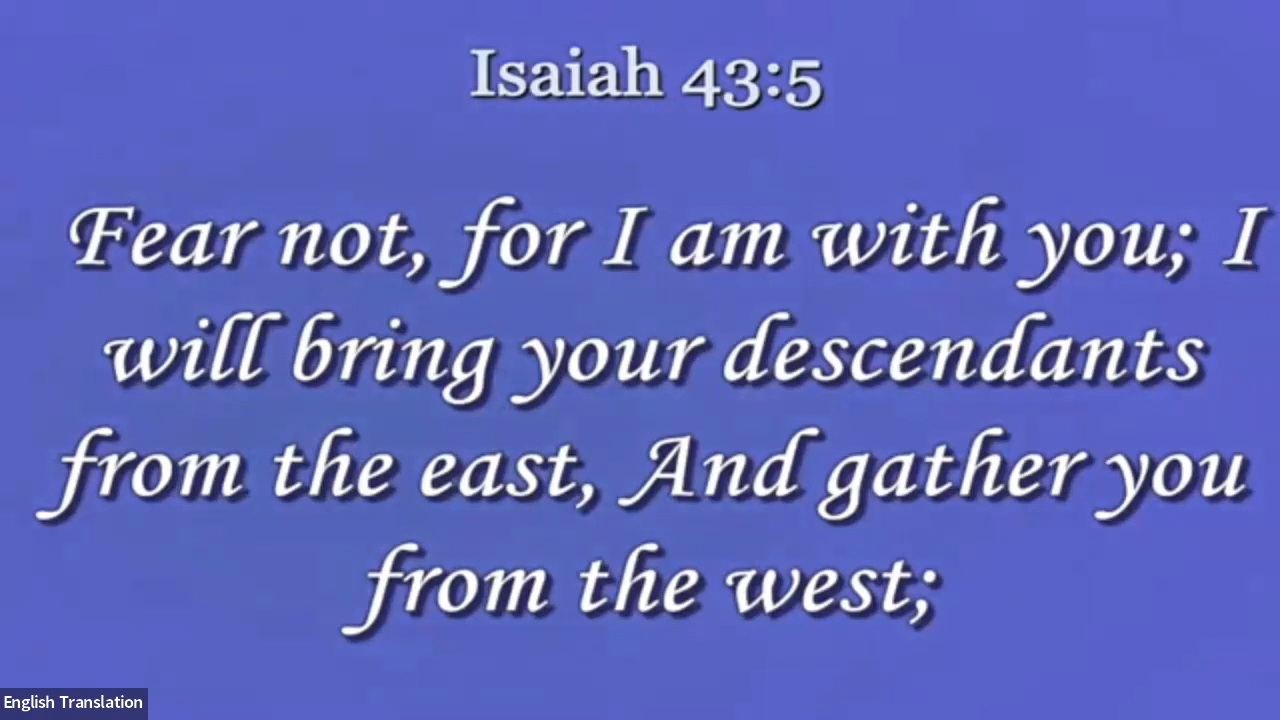 Isaiah 43:5
Fear not, for I am with you; I
will bring your descendants
from the east, And gather you
from the west;
English Translation